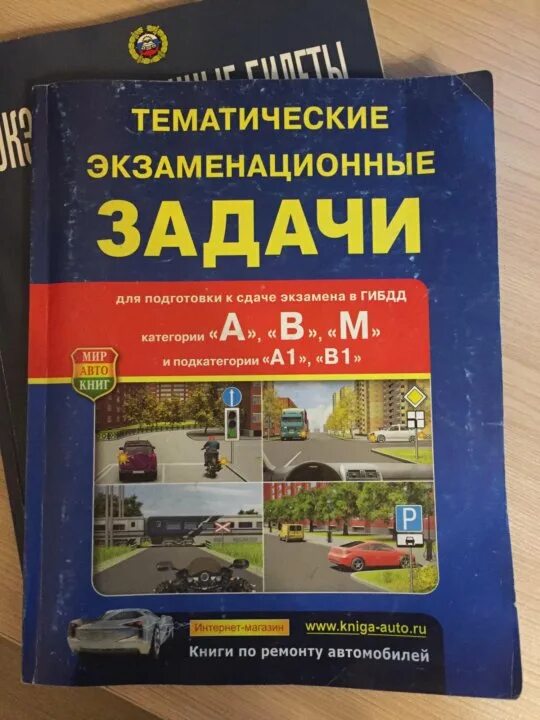 БИЛЕТЫ
ТЕМАТИЧЕСКИЕ
ЭКЗАМЕНАЦИОННЫЕ
ЗАДАЧИ
для подготовки к сдаче экзамена в ГИБДД
категории «А», «В», «М»
и подкатегории «А1», «В1»
МИР
АВТО
КНИГ
P
Интернет-магазин
www.kniga-auto.ru
Книги по ремонту автомобилей